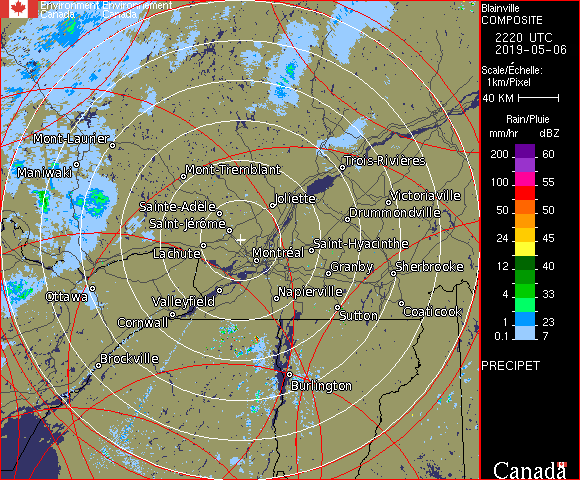 Environment Environnement
Canada Canada
Blainville
COMPOSITE
2220 UTC
2019-05-06
Scale/Échelle:
1km/Pixel
40 KM
Rain/Pluie
mm/hr dBZ
200 60
100 55
50 50
24 45
12 40
4 33
1 23
0.1 7
PRECIPET
Canada
Mont-Laurier
Maniwaki
Mont-Tremblant
Trois-Rivières
Sainte-Adèle
Joliette
Victoriaville
Saint-Jérôme
Drummondville
Lachute
Montréal
Saint-Hyacinthe
Granby
Sherbrooke
Ottawa
Valleyfield
Napierville
Cornwall
Sutton
Coaticook
Brockville
Burlington